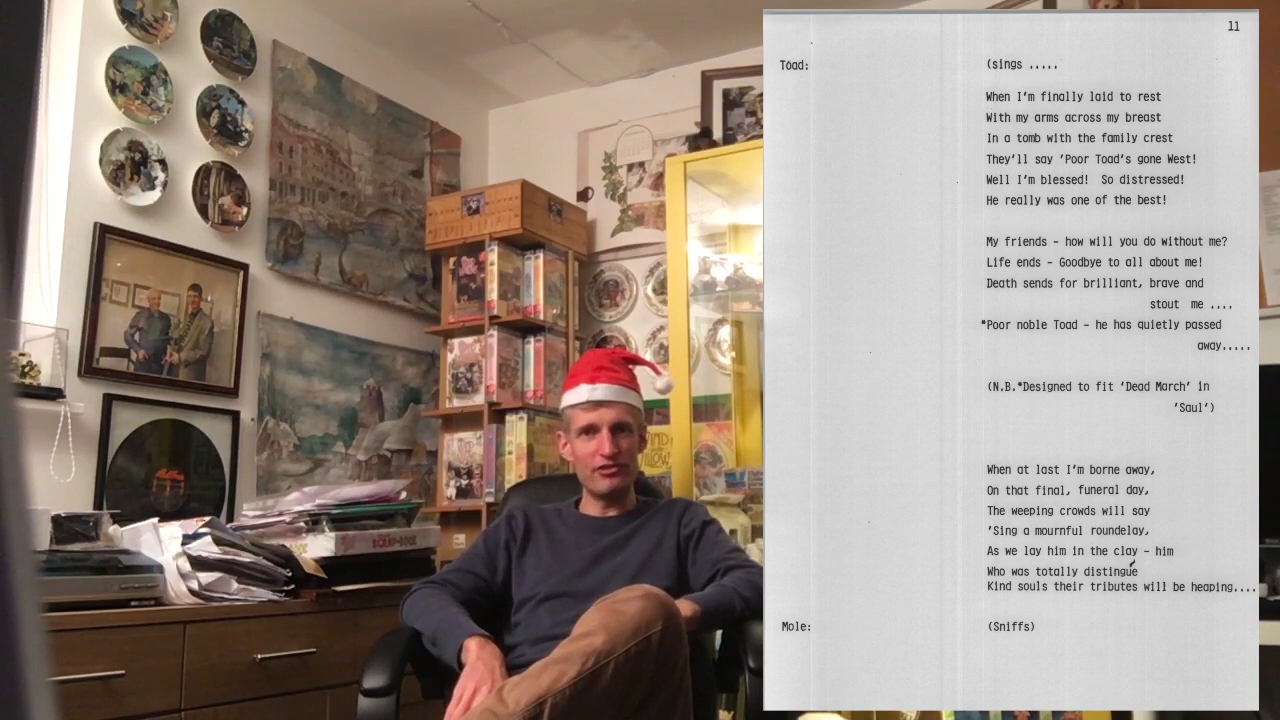 11
Toad: (sings .....
When I'm finally laid to rest
With my arms across my breast
In a tomb with the family crest
They'll say 'Poor Toad's gone West!
Well I'm blessed!  So distressed!
He really was one of the best!
My friends - how will you do without me?
Life ends - Goodbye to all about me!
Death sends for brilliant, brave and
stout  me ....
*Poor noble Toad - he has quietly passed
away.....
(N.B.*Designed to fit 'Dead March' in
'Saul')
When at last I'm borne away,
On that final, funeral day,
The weeping crowds will say
'Sing a mournful roundelay,
As we lay him in the clay - him
Who was totally distingué
Kind souls their tributes will be heaping....
Mole: (Sniffs)
SCRAP-BOOK
WIND
WILLOWS